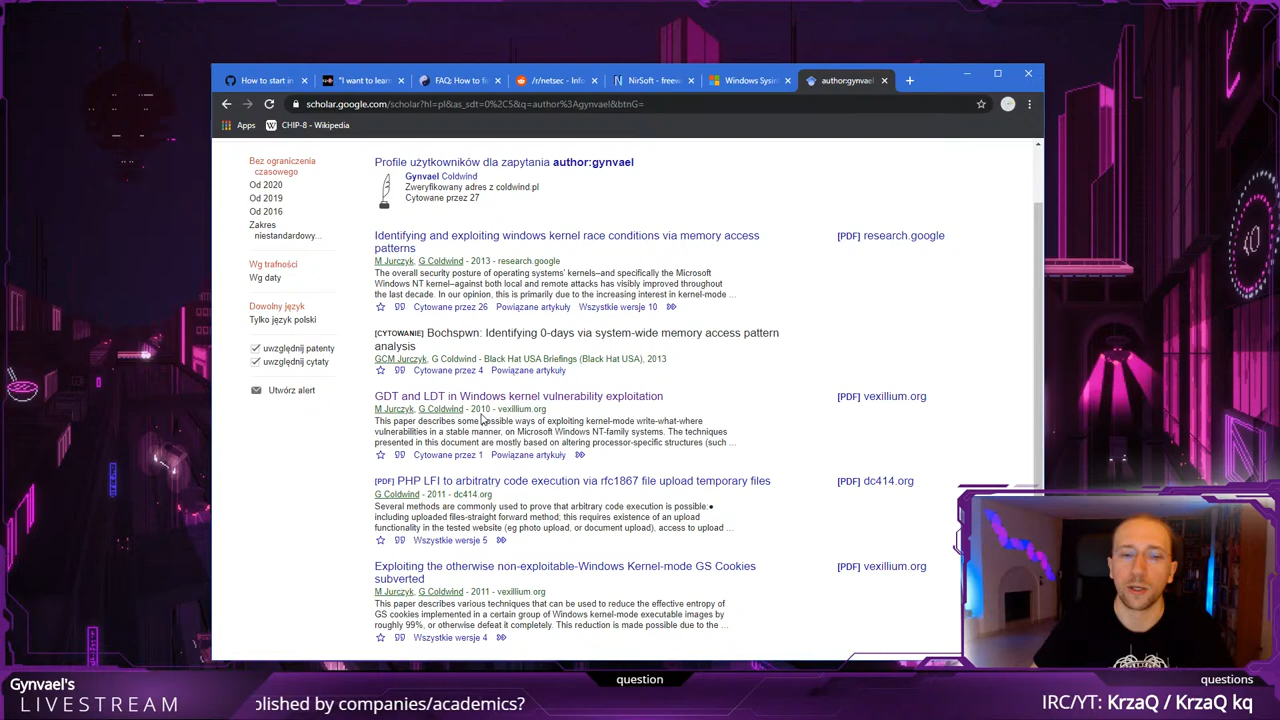 How to start in
"I want to lear
FAQ: How to fi
/r/netsec - Info
NirSoft - freew
Windows Sysin
author:gynvael
scholar.google.com/scholar?hl=pl&as_sdt=0%2C5&q=author%3Agynvael&btnG=
Apps
CHIP-8 - Wikipedia
Bez ograniczenia
czasowego
Od 2020
Od 2019
Od 2016
Zakres
niestandardowy...
Wg trafności
Wg daty
Dowolny język
Tylko język polski
uwzględnij patenty
uwzględnij cytaty
Utwórz alert
Profile użytkowników dla zapytania author:gynvael
Gynvael Coldwind
Zweryfikowany adres z coldwind.pl
Cytowane przez 27
Identifying and exploiting windows kernel race conditions via memory access
patterns
[PDF] research.google
M Jurczyk, G Coldwind - 2013 - research.google
The overall security posture of operating systems' kernels–and specifically the Microsoft
Windows NT kernel–against both local and remote attacks has visibly improved throughout
the last decade. In our opinion, this is primarily due to the increasing interest in kernel-mode ...
Cytowane przez 26 Powiązane artykuły Wszystkie wersje 10
[CYTOWANIE] Bochspwn: Identifying 0-days via system-wide memory access pattern
analysis
GCM Jurczyk, G Coldwind - Black Hat USA Briefings (Black Hat USA), 2013
Cytowane przez 4 Powiązane artykuły
GDT and LDT in Windows kernel vulnerability exploitation
[PDF] vexillium.org
M Jurczyk, G Coldwind - 2010 - vexillium.org
This paper describes some possible ways of exploiting kernel-mode write-what-where
vulnerabilities in a stable manner, on Microsoft Windows NT-family systems. The techniques
presented in this document are mostly based on altering processor-specific structures (such ...
Cytowane przez 1 Powiązane artykuły
[PDF] PHP LFI to arbitratry code execution via rfc1867 file upload temporary files
[PDF] dc414.org
G Coldwind - 2011 - dc414.org
Several methods are commonly used to prove that arbitrary code execution is possible:●
including uploaded files-straight forward method; this requires existence of an upload
functionality in the tested website (eg photo upload, or document upload), access to upload ...
Wszystkie wersje 5
Exploiting the otherwise non-exploitable-Windows Kernel-mode GS Cookies
subverted
[PDF] vexillium.org
M Jurczyk, G Coldwind - 2011 - vexillium.org
This paper describes various techniques that can be used to reduce the effective entropy of
GS cookies implemented in a certain group of Windows kernel-mode executable images by
roughly 99%, or otherwise defeat it completely. This reduction is made possible due to the ...
Wszystkie wersje 4
Gynvael's
LIVESTREAM
question
olished by companies/academics?
questions
IRC/YT: KrzaQ / KrzaQ kq